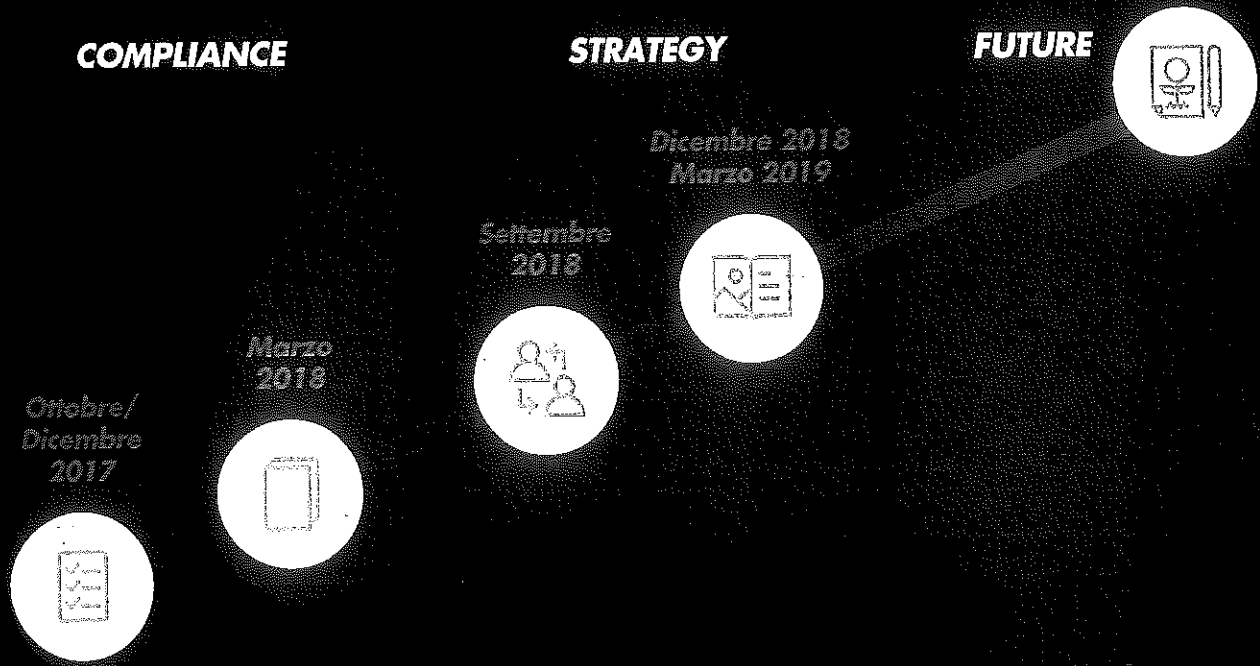 COMPLIANCE
STRATEGY
FUTURE
Dicembre 2018
Marzo 2019
Settembre
2018
Marzo
2018
Ottobre/
Dicembre
2017